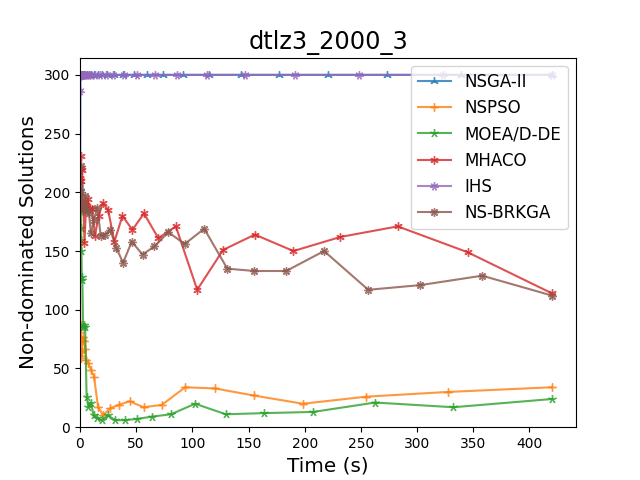 dtlz3_2000_3
Non-dominated Solutions
300
250
200
150
100
50
0
0 50 100 150 200 250 300 350 400
Time (s)
NSGA-II
NSPSO
MOEA/D-DE
MHACO
IHS
NS-BRKGA